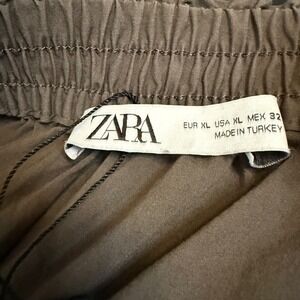 ZARA
EUR XL USA XL MEX 32
MADE IN TURKEY